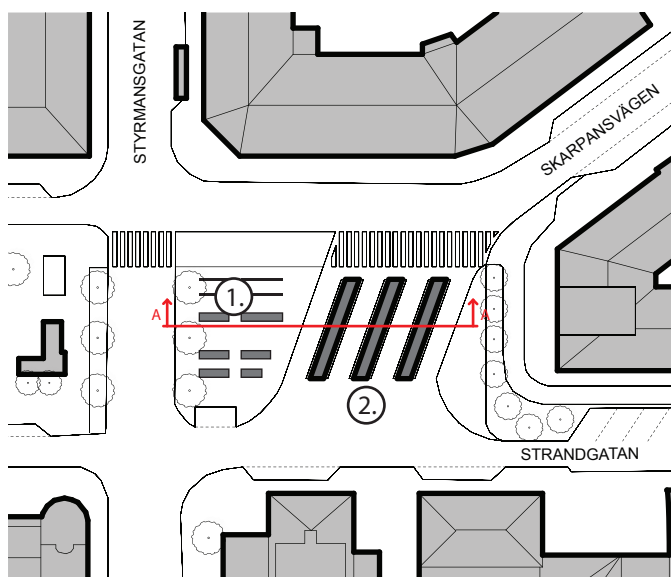 STYRMANSGATAN
SKARPANSVÄGEN
1.
A
A
2.
STRANDGATAN